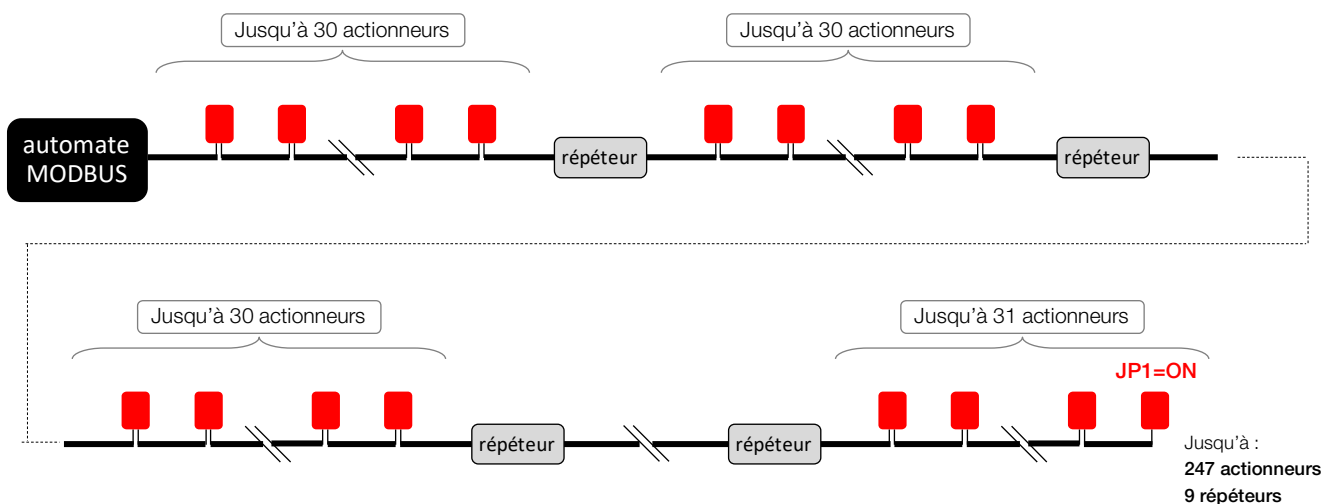 Jusqu'à 30 actionneurs
Jusqu'à 30 actionneurs
automate
MODBUS
répéteur
répéteur
Jusqu'à 30 actionneurs
Jusqu'à 31 actionneurs
JP1=ON
répéteur
répéteur
Jusqu'à :
247 actionneurs
9 répéteurs